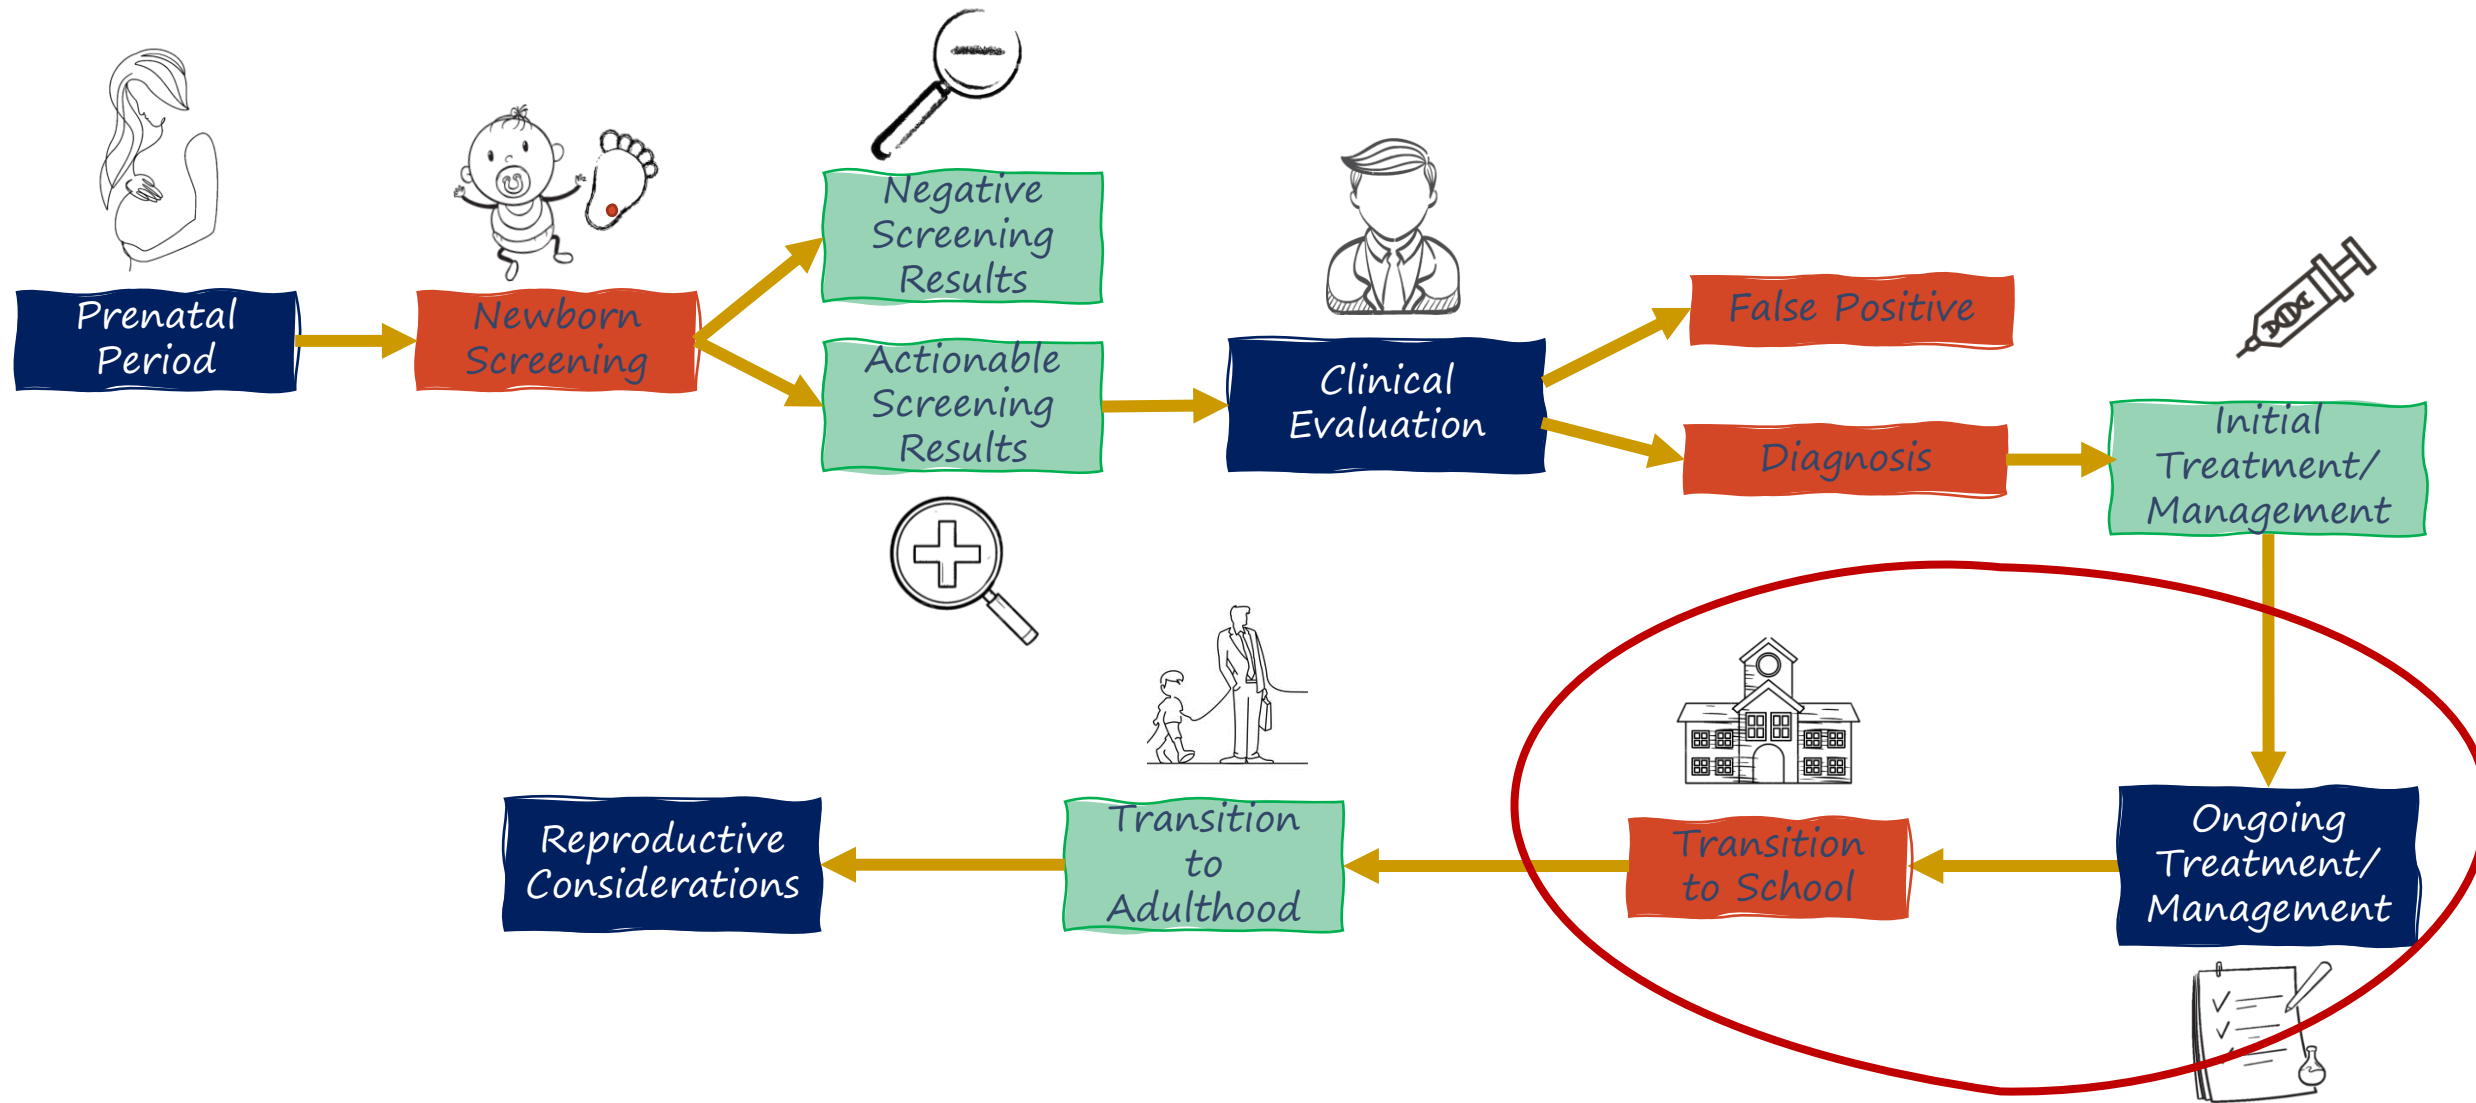 Prenatal
Period
Newborn
Screening
Negative
Screening
Results
Actionable
Screening
Results
Clinical
Evaluation
False Positive
Diagnosis
Initial
Treatment/
Management
Ongoing
Treatment/
Management
Transition
to School
Transition
to
Adulthood
Reproductive
Considerations